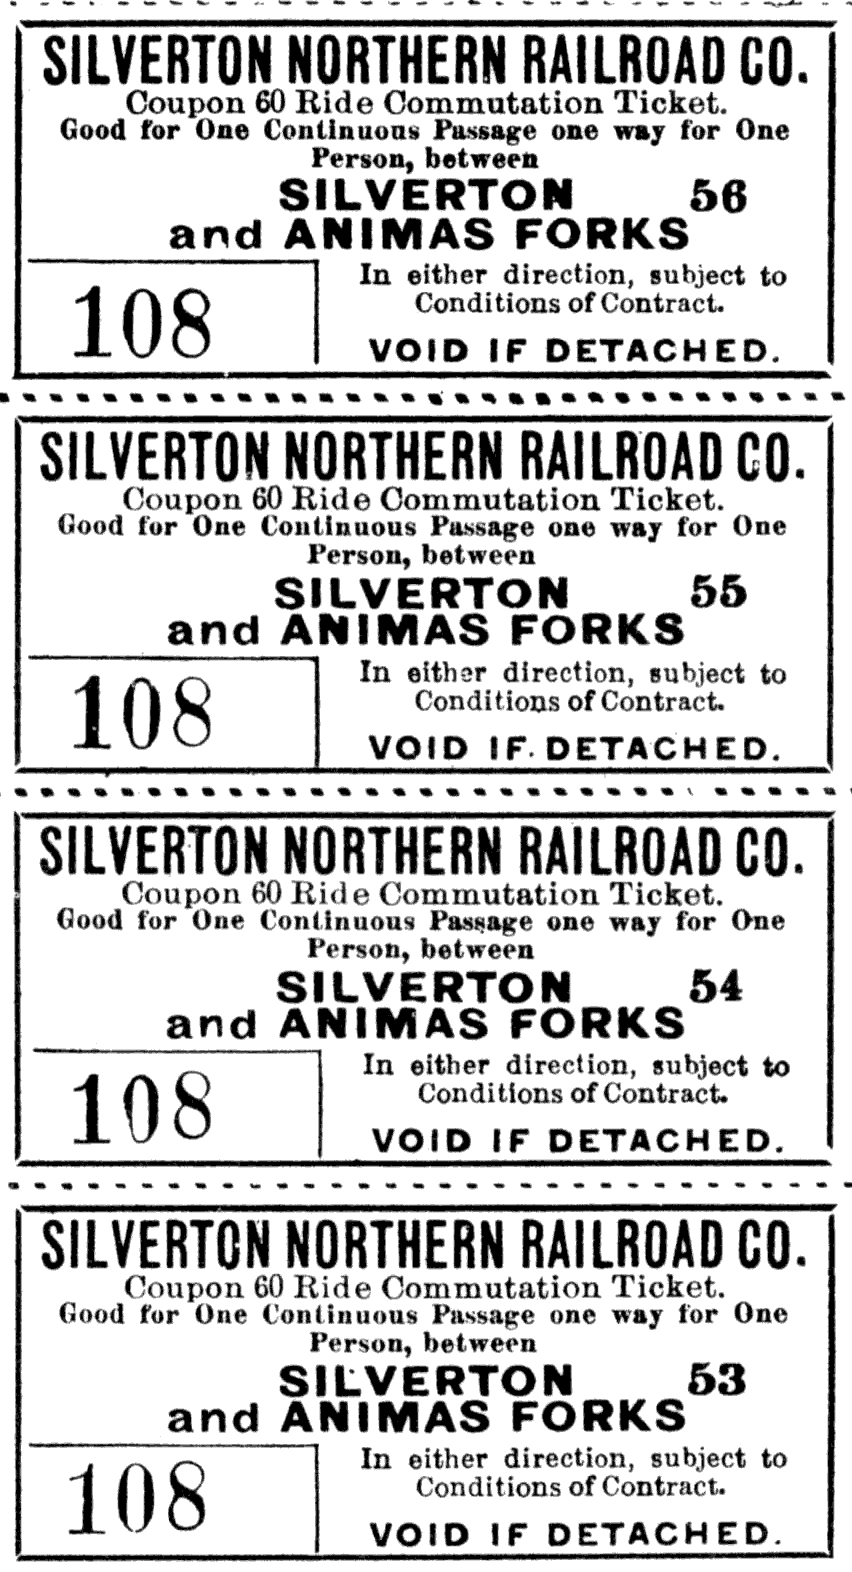 SILVERTON NORTHERN RAILROAD CO.
Coupon 60 Ride Commutation Ticket.
Good for One Continuous Passage one way for One
Person, between
SILVERTON 56
and ANIMAS FORKS
108
In either direction, subject to
Conditions of Contract.
VOID IF DETACHED.
SILVERTON NORTHERN RAILROAD CO.
Coupon 60 Ride Commutation Ticket.
Good for One Continuous Passage one way for One
Person, between
SILVERTON 55
and ANIMAS FORKS
108
In either direction, subject to
Conditions of Contract.
VOID IF DETACHED.
SILVERTON NORTHERN RAILROAD CO.
Coupon 60 Ride Commutation Ticket.
Good for One Continuous Passage one way for One
Person, between
SILVERTON 54
and ANIMAS FORKS
108
In either direction, subject to
Conditions of Contract.
VOID IF DETACHED.
SILVERTON NORTHERN RAILROAD CO.
Coupon 60 Ride Commutation Ticket.
Good for One Continuous Passage one way for One
Person, between
SILVERTON 53
and ANIMAS FORKS
108
In either direction, subject to
Conditions of Contract.
VOID IF DETACHED.